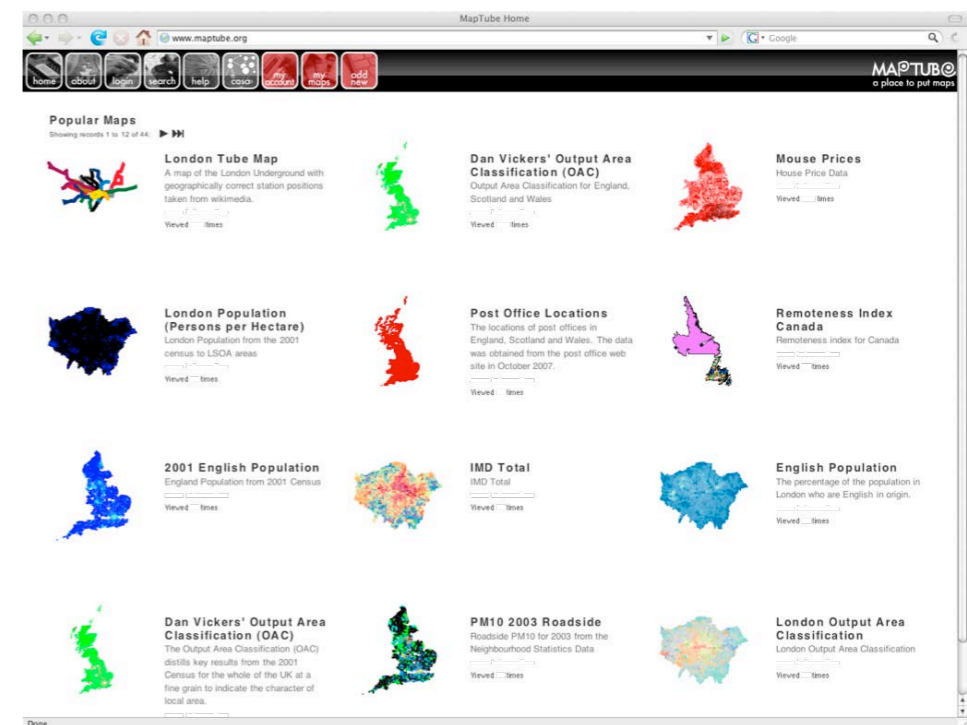 MapTube Home
www.maptube.org
Google
home
about
login
search
help
casa
my account
my maps
add new
MAPTUBE
a place to put maps
Popular Maps
Showing records 1 to 12 of 44:
London Tube Map
A map of the London Underground with
geographically correct station positions
taken from wikimedia.
Viewed times
Dan Vickers' Output Area
Classification (OAC)
Output Area Classification for England,
Scotland and Wales
Viewed times
Mouse Prices
House Price Data
Viewed times
London Population
(Persons per Hectare)
London Population from the 2001
census to LSOA areas
Viewed times
Post Office Locations
The locations of post offices in
England, Scotland and Wales. The data
was obtained from the post office web
site in October 2007.
Viewed times
Remoteness Index
Canada
Remoteness index for Canada
Viewed times
2001 English Population
England Population from 2001 Census
Viewed times
IMD Total
IMD Total
Viewed times
English Population
The percentage of the population in
London who are English in origin.
Viewed times
Dan Vickers' Output Area
Classification (OAC)
The Output Area Classification (OAC)
distills key results from the 2001
Census for the whole of the UK at a
fine grain to indicate the character of
local area.
PM10 2003 Roadside
Roadside PM10 for 2003 from the
Neighbourhood Statistics Data
Viewed times
London Output Area
Classification
London Output Area Classification
Viewed times
Done